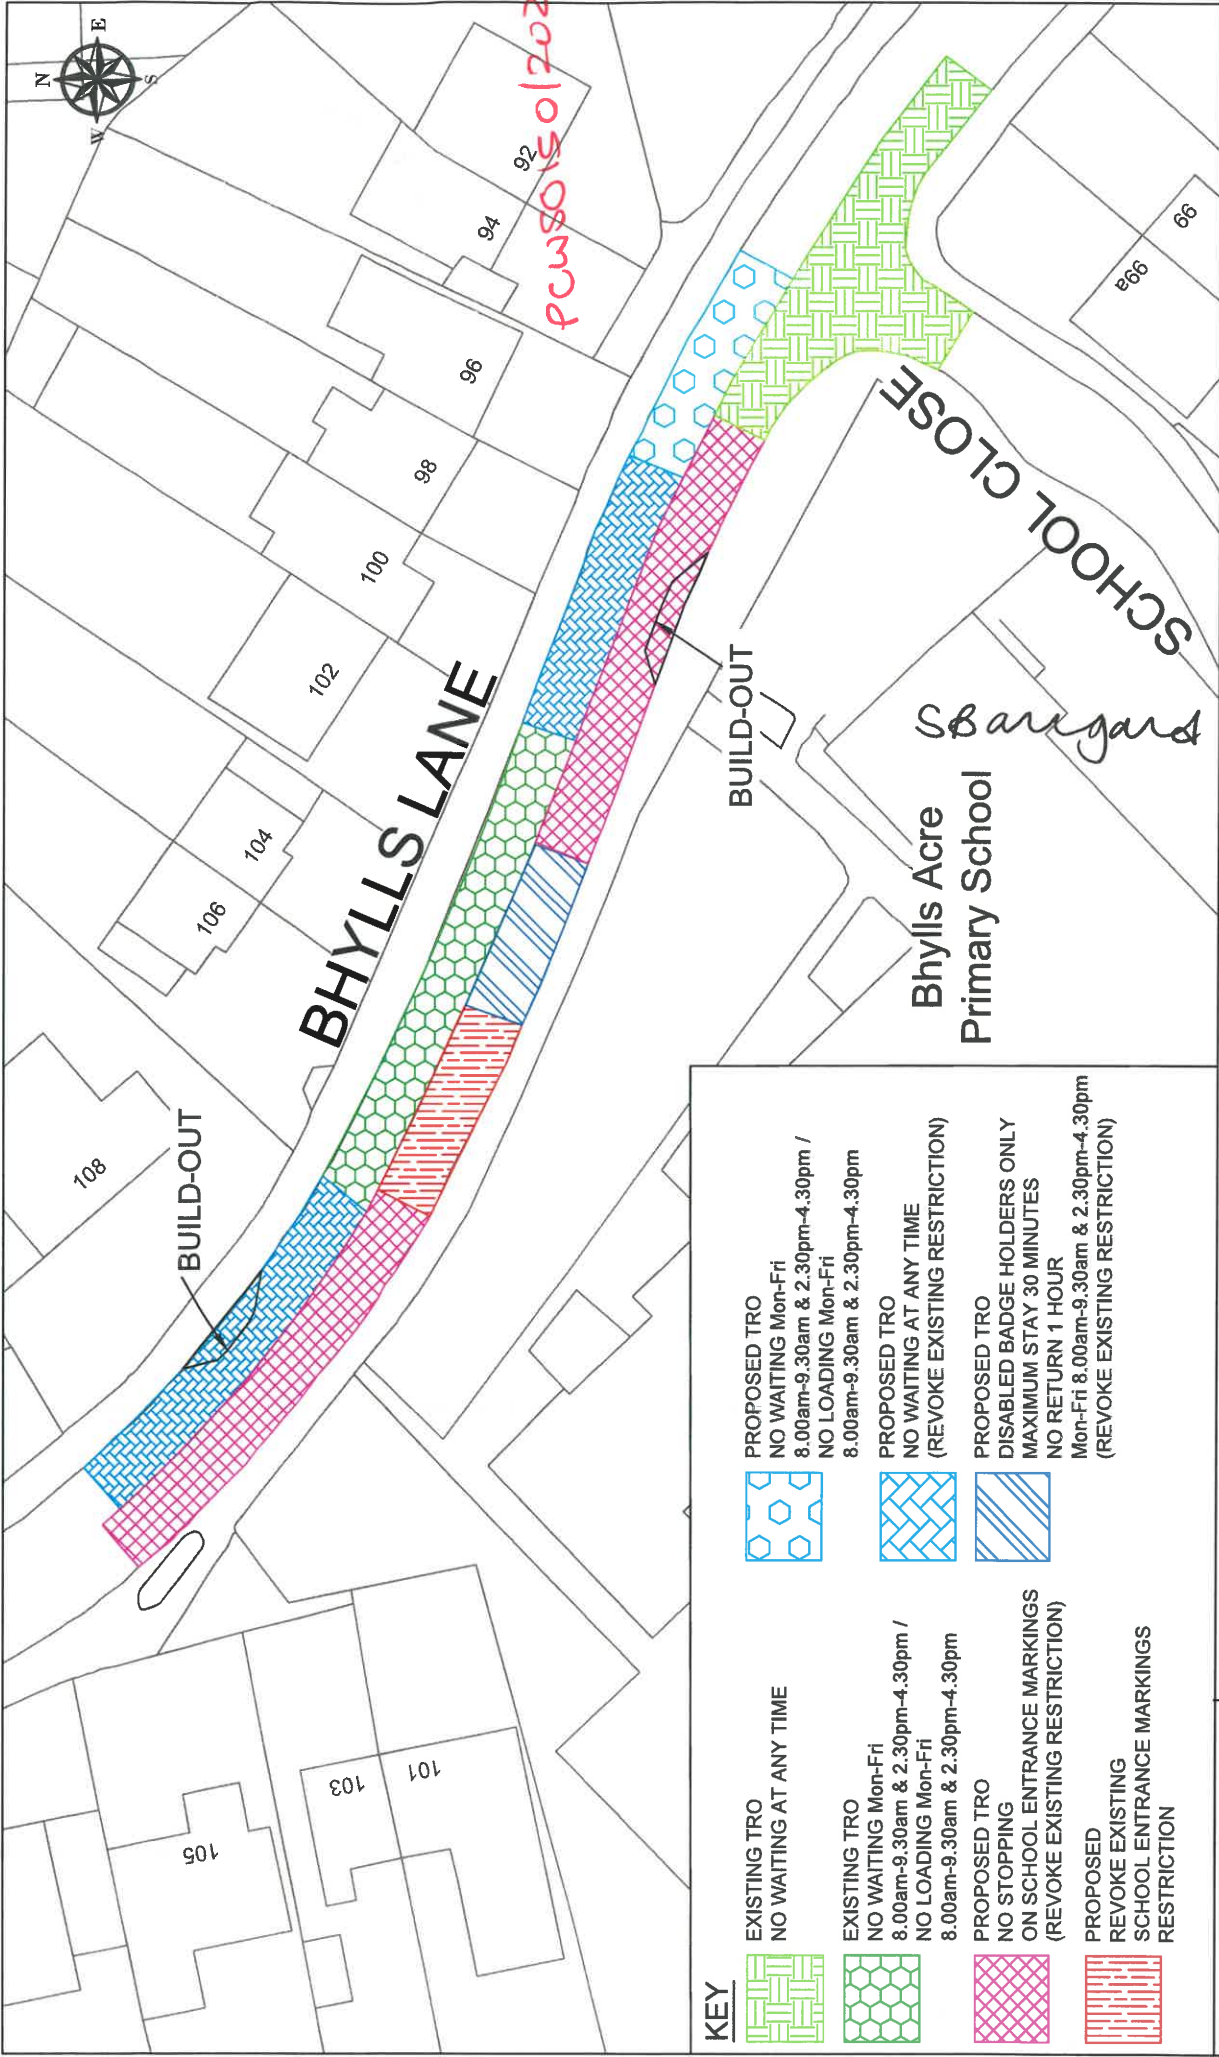 N
E
S
W
PCWS01501202
92
94
96
98
100
102
104
106
108
BHYLLS LANE
BUILD-OUT
BUILD-OUT
SCHOOL CLOSE
99
99a
SBaregard
Bhylls Acre
Primary School
105
103
101
KEY
EXISTING TRO
NO WAITING AT ANY TIME
EXISTING TRO
NO WAITING Mon-Fri
8.00am-9.30am & 2.30pm-4.30pm /
NO LOADING Mon-Fri
8.00am-9.30am & 2.30pm-4.30pm
PROPOSED TRO
NO STOPPING
ON SCHOOL ENTRANCE MARKINGS
(REVOKE EXISTING RESTRICTION)
PROPOSED
REVOKE EXISTING
SCHOOL ENTRANCE MARKINGS
RESTRICTION
PROPOSED TRO
NO WAITING Mon-Fri
8.00am-9.30am & 2.30pm-4.30pm /
NO LOADING Mon-Fri
8.00am-9.30am & 2.30pm-4.30pm
PROPOSED TRO
NO WAITING AT ANY TIME
(REVOKE EXISTING RESTRICTION)
PROPOSED TRO
DISABLED BADGE HOLDERS ONLY
MAXIMUM STAY 30 MINUTES
NO RETURN 1 HOUR
Mon-Fri 8.00am-9.30am & 2.30pm-4.30pm
(REVOKE EXISTING RESTRICTION)